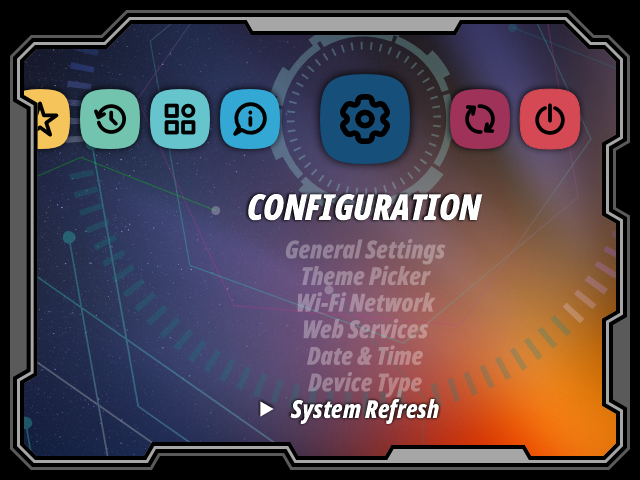 CONFIGURATION
General Settings
Theme Picker
Wi-Fi Network
Web Services
Date & Time
Device Type
System Refresh